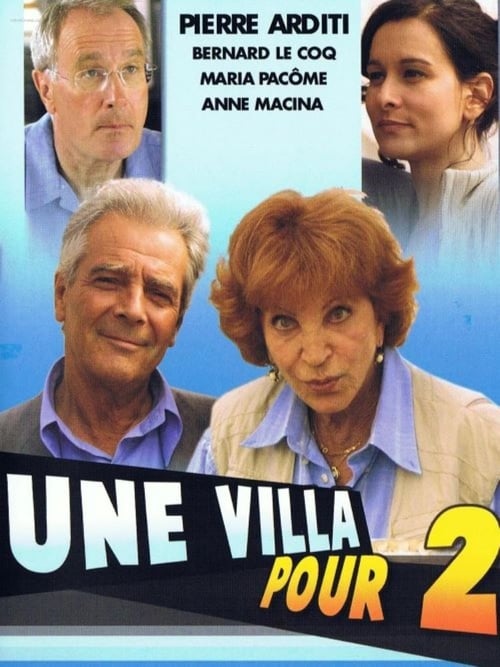 PIERRE ARDITI
BERNARD LE COQ
MARIA PACÔME
ANNE MACINA
UNE VILLA
POUR 2